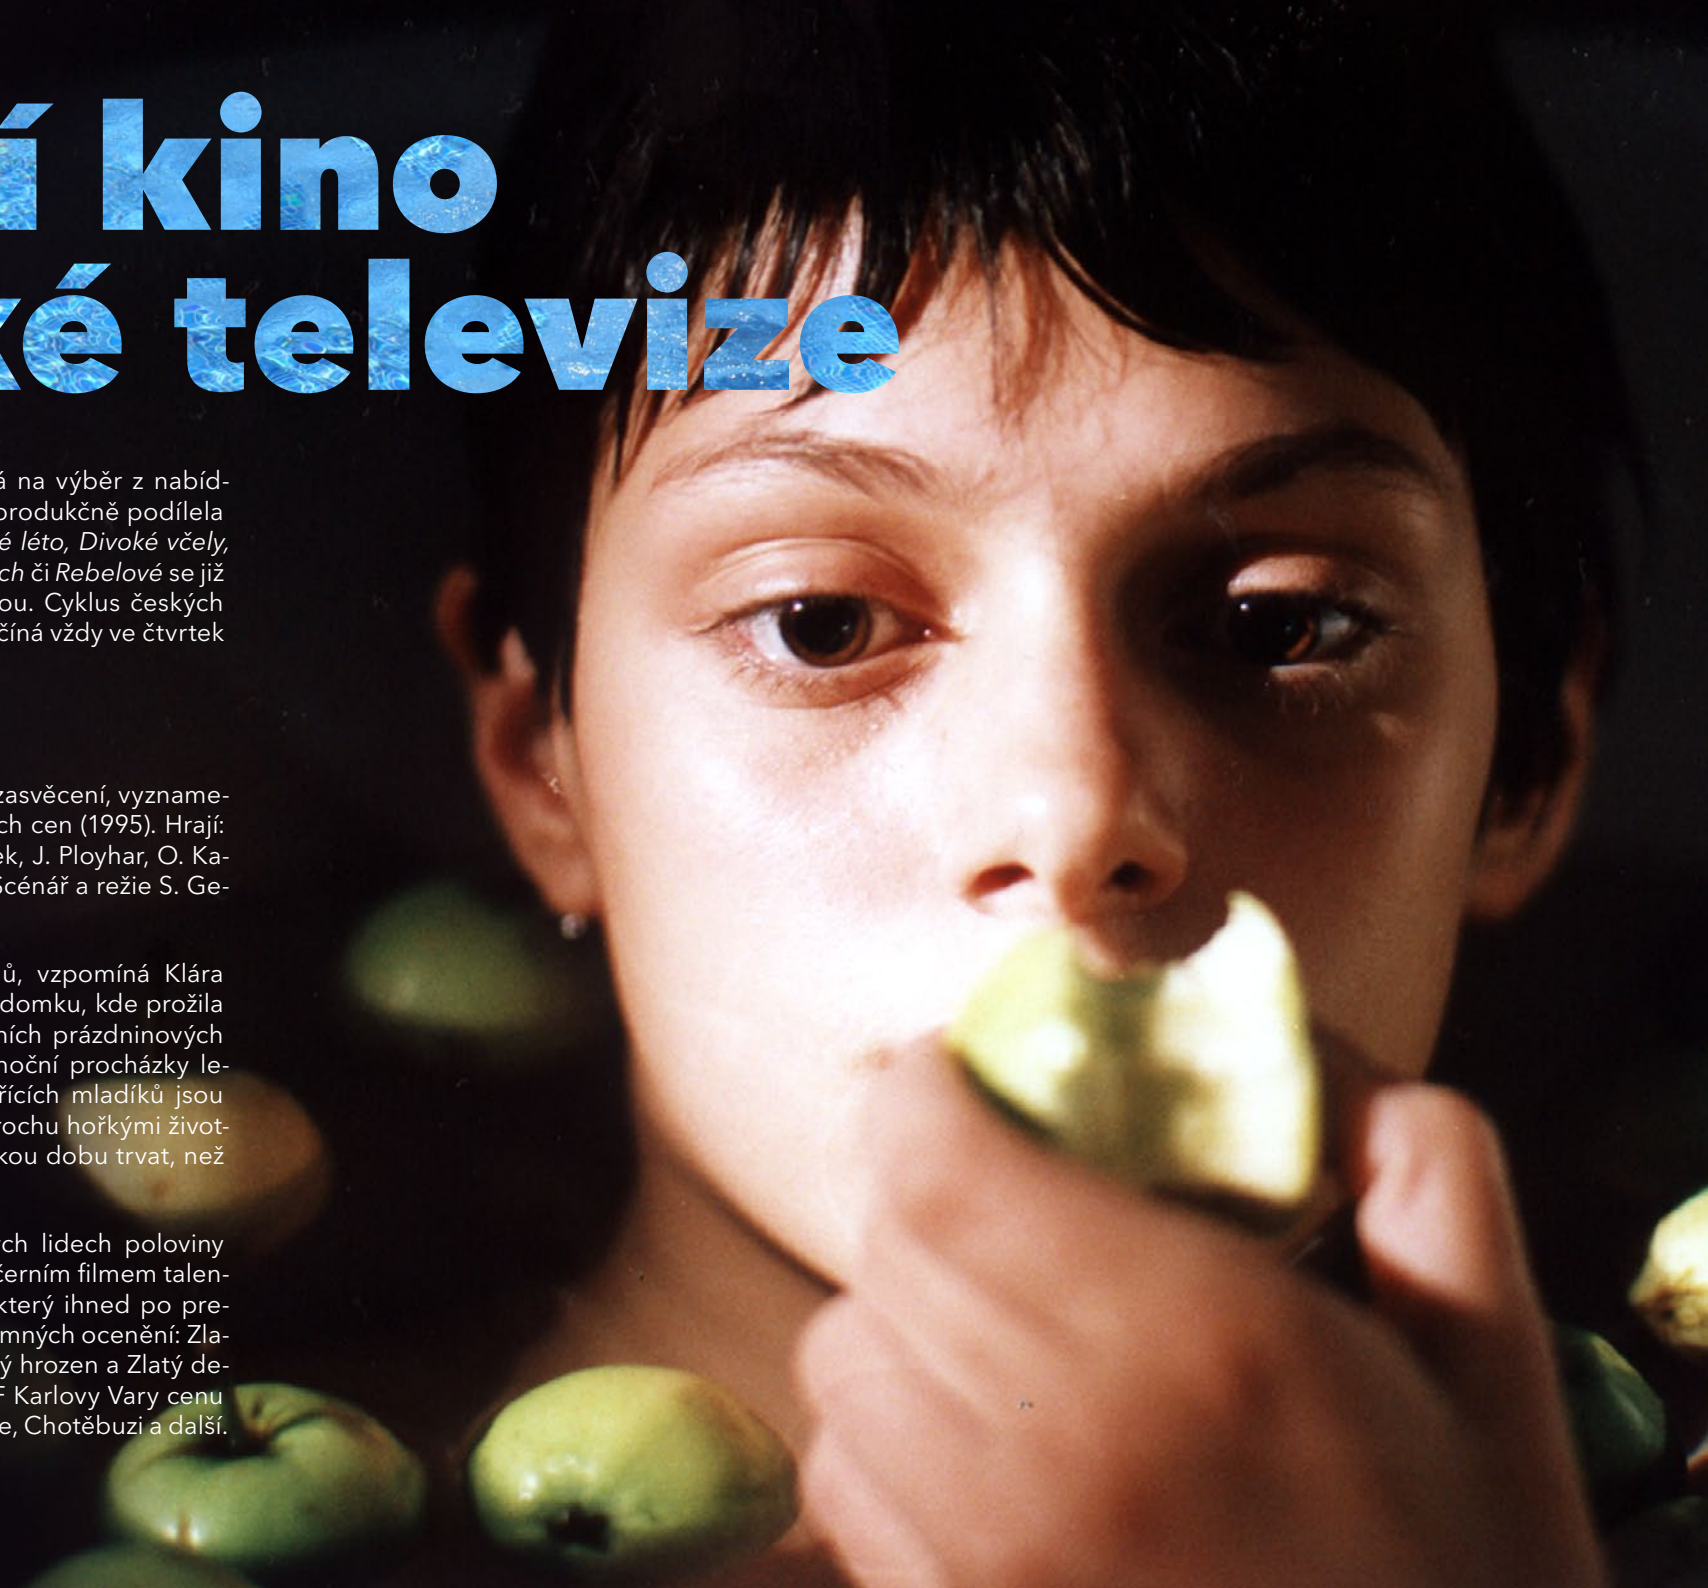 í kino
ké televize
á na výběr z nabíd-
produkčně podílela
é léto, Divoké včely,
ch či Rebelové se již
ou. Cyklus českých
číná vždy ve čtvrtek
zasvěcení, vyzname-
ch cen (1995). Hrají:
ek, J. Ployhar, O. Ka-
Scénář a režie S. Ge-
ů, vzpomíná Klára
domku, kde prožila
ních prázdninových
noční procházky le-
řících mladíků jsou
rochu hořkými život-
kou dobu trvat, než
ch lidech poloviny
černím filmem talen-
který ihned po pre-
mných ocenění: Zla-
ý hrozen a Zlatý de-
F Karlovy Vary cenu
e, Chotěbuzi a další.